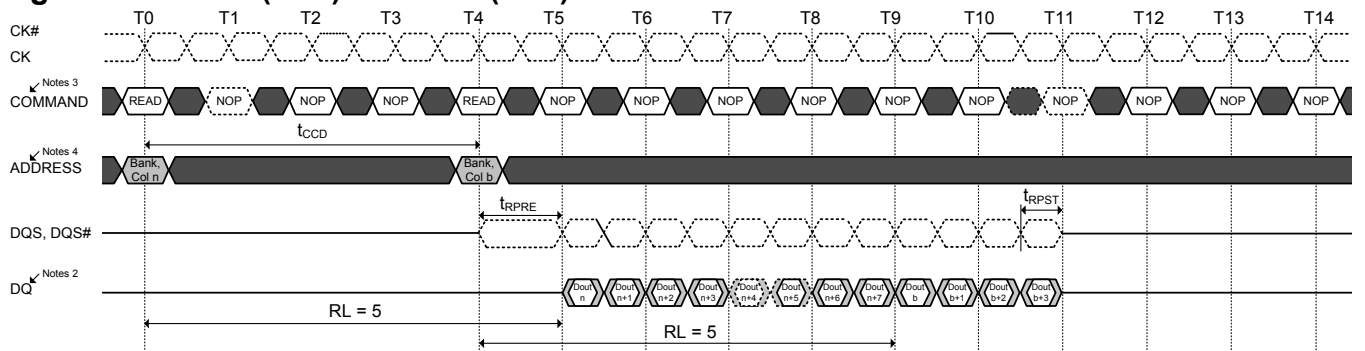 T0 T1 T2 T3 T4 T5 T6 T7 T8 T9 T10 T11 T12 T13 T14
CK#
CK
Notes 3
COMMAND READ NOP NOP NOP READ NOP NOP NOP NOP NOP NOP NOP NOP NOP NOP
tCCD
Notes 4
ADDRESS Bank, Col n Bank, Col b
tRPRE tRPST
DQS, DQS#
Notes 2
DQ Dout n Dout n+1 Dout n+2 Dout n+3 Dout n+4 Dout n+5 Dout n+6 Dout n+7 Dout b Dout b+1 Dout b+2 Dout b+3
RL = 5
RL = 5